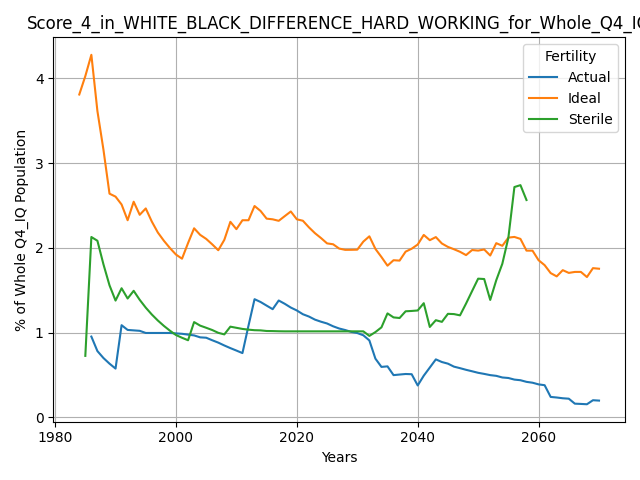 Score_4_in_WHITE_BLACK_DIFFERENCE_HARD_WORKING_for_Whole_Q4_IQ
Fertility
Actual
Ideal
Sterile
% of Whole Q4_IQ Population
4
3
2
1
0
1980 2000 2020 2040 2060
Years